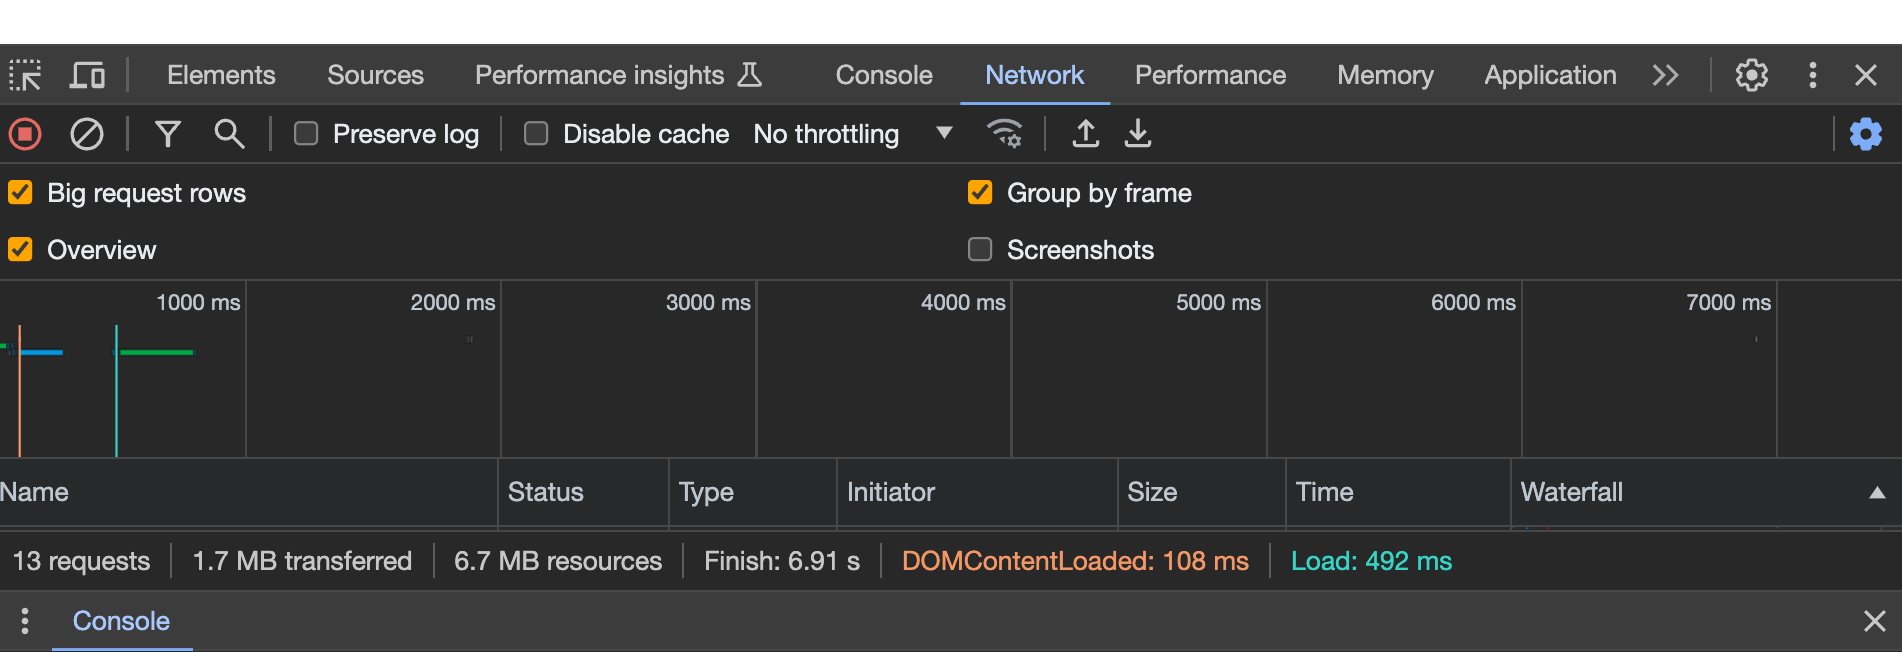 Elements Sources Performance insights Console Network Performance Memory Application
Preserve log Disable cache No throttling
Big request rows Group by frame
Overview Screenshots
1000 ms 2000 ms 3000 ms 4000 ms 5000 ms 6000 ms 7000 ms
Name Status Type Initiator Size Time Waterfall
13 requests 1.7 MB transferred 6.7 MB resources Finish: 6.91 s DOMContentLoaded: 108 ms Load: 492 ms
Console